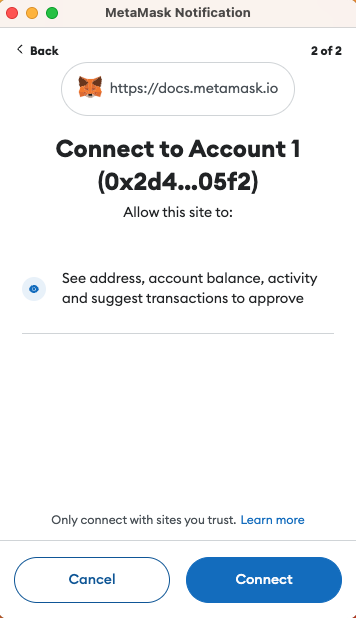 MetaMask Notification
Back
2 of 2
https://docs.metamask.io
Connect to Account 1
(0x2d4...05f2)
Allow this site to:
See address, account balance, activity
and suggest transactions to approve
Only connect with sites you trust. Learn more
Cancel
Connect